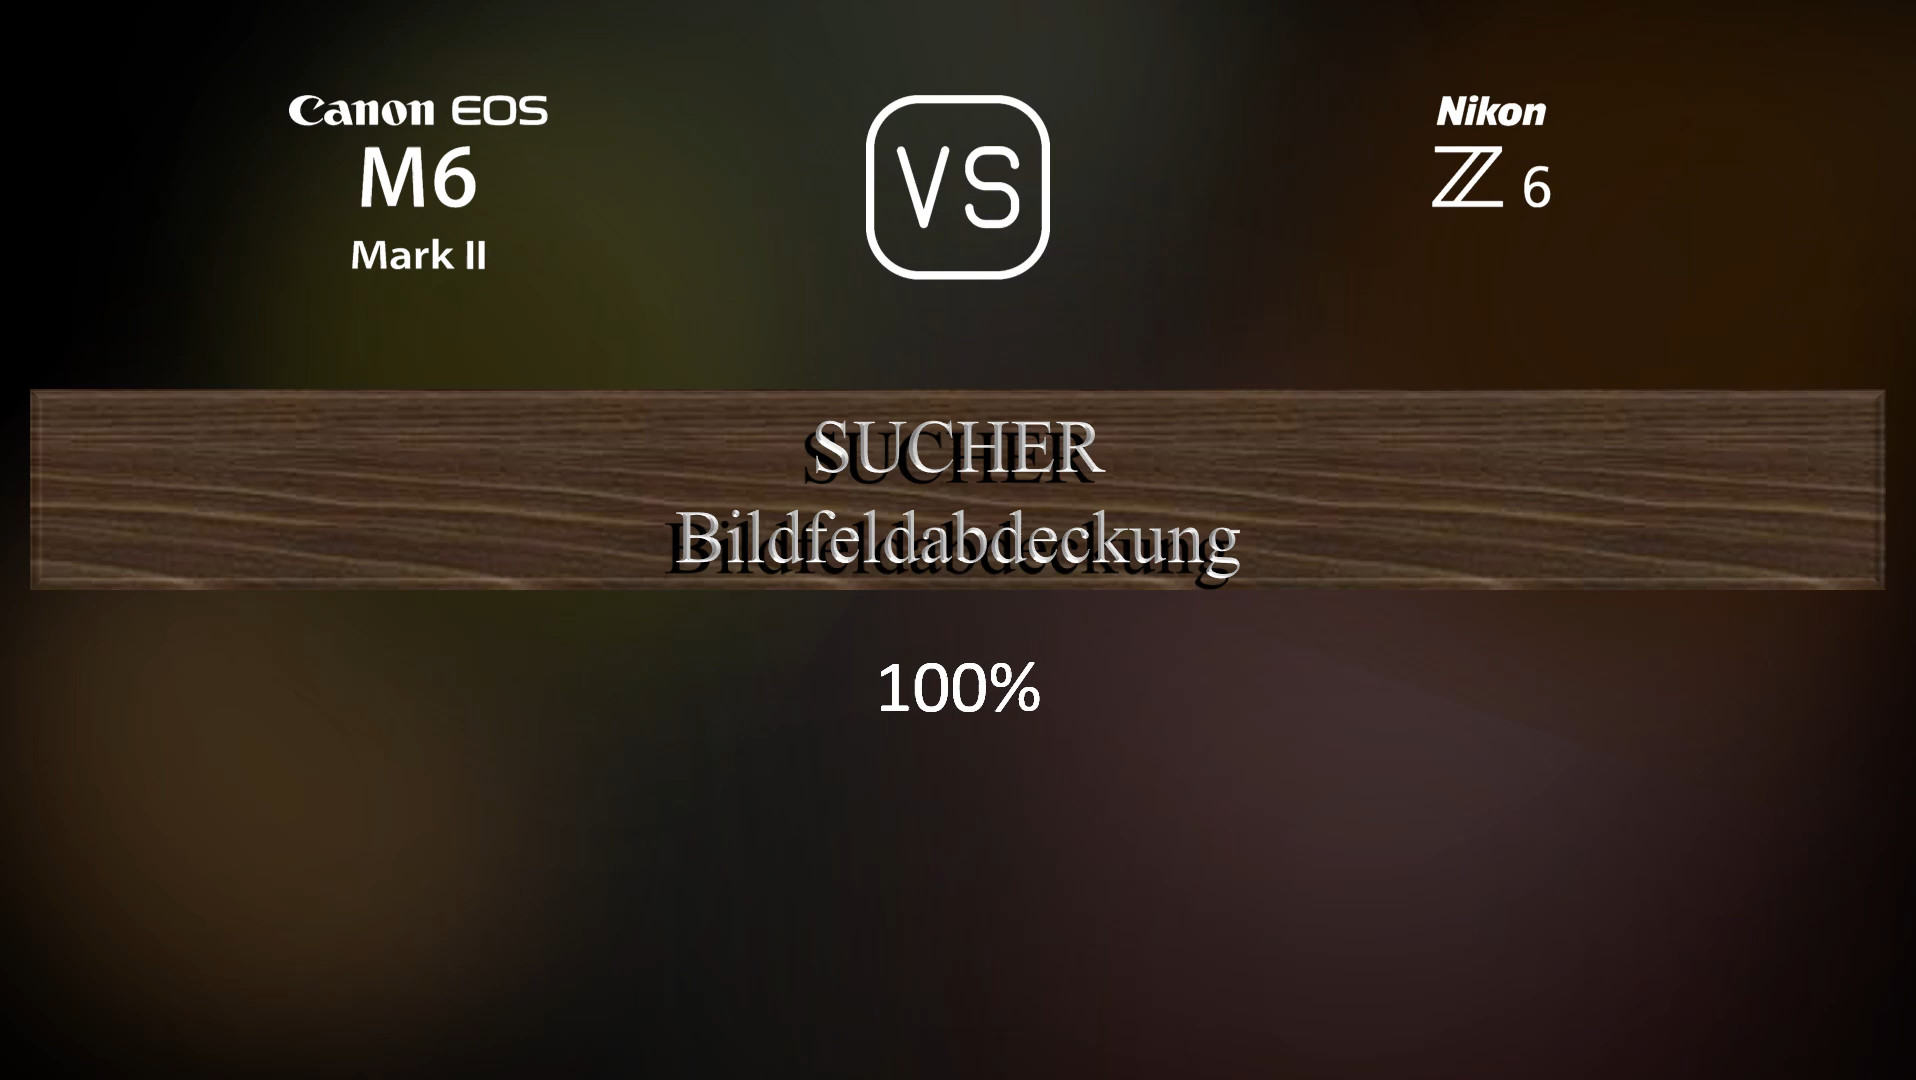 Canon EOS
M6
Mark II
VS
Nikon
Z 6
SUCHER
Bildfeldabdeckung
100%